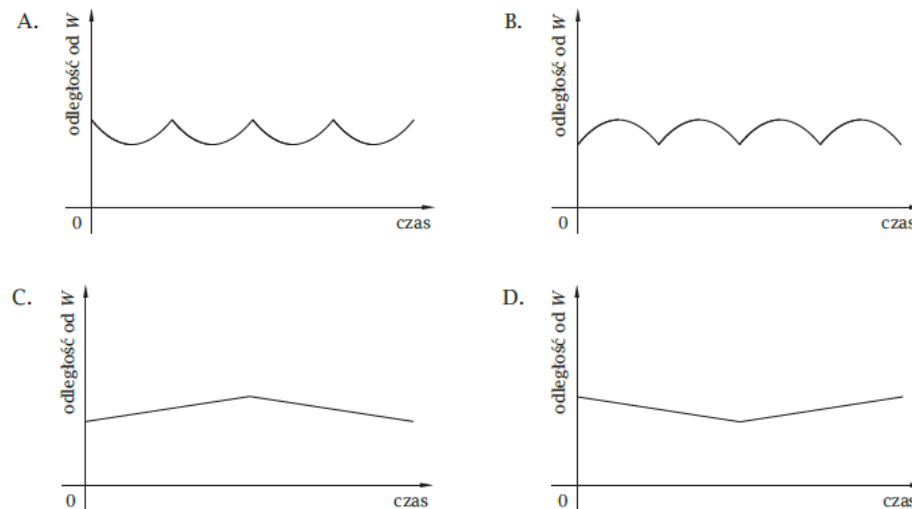 A.
odległość od W
0
czas
B.
odległość od W
0
czas
C.
odległość od W
0
czas
D.
odległość od W
0
czas